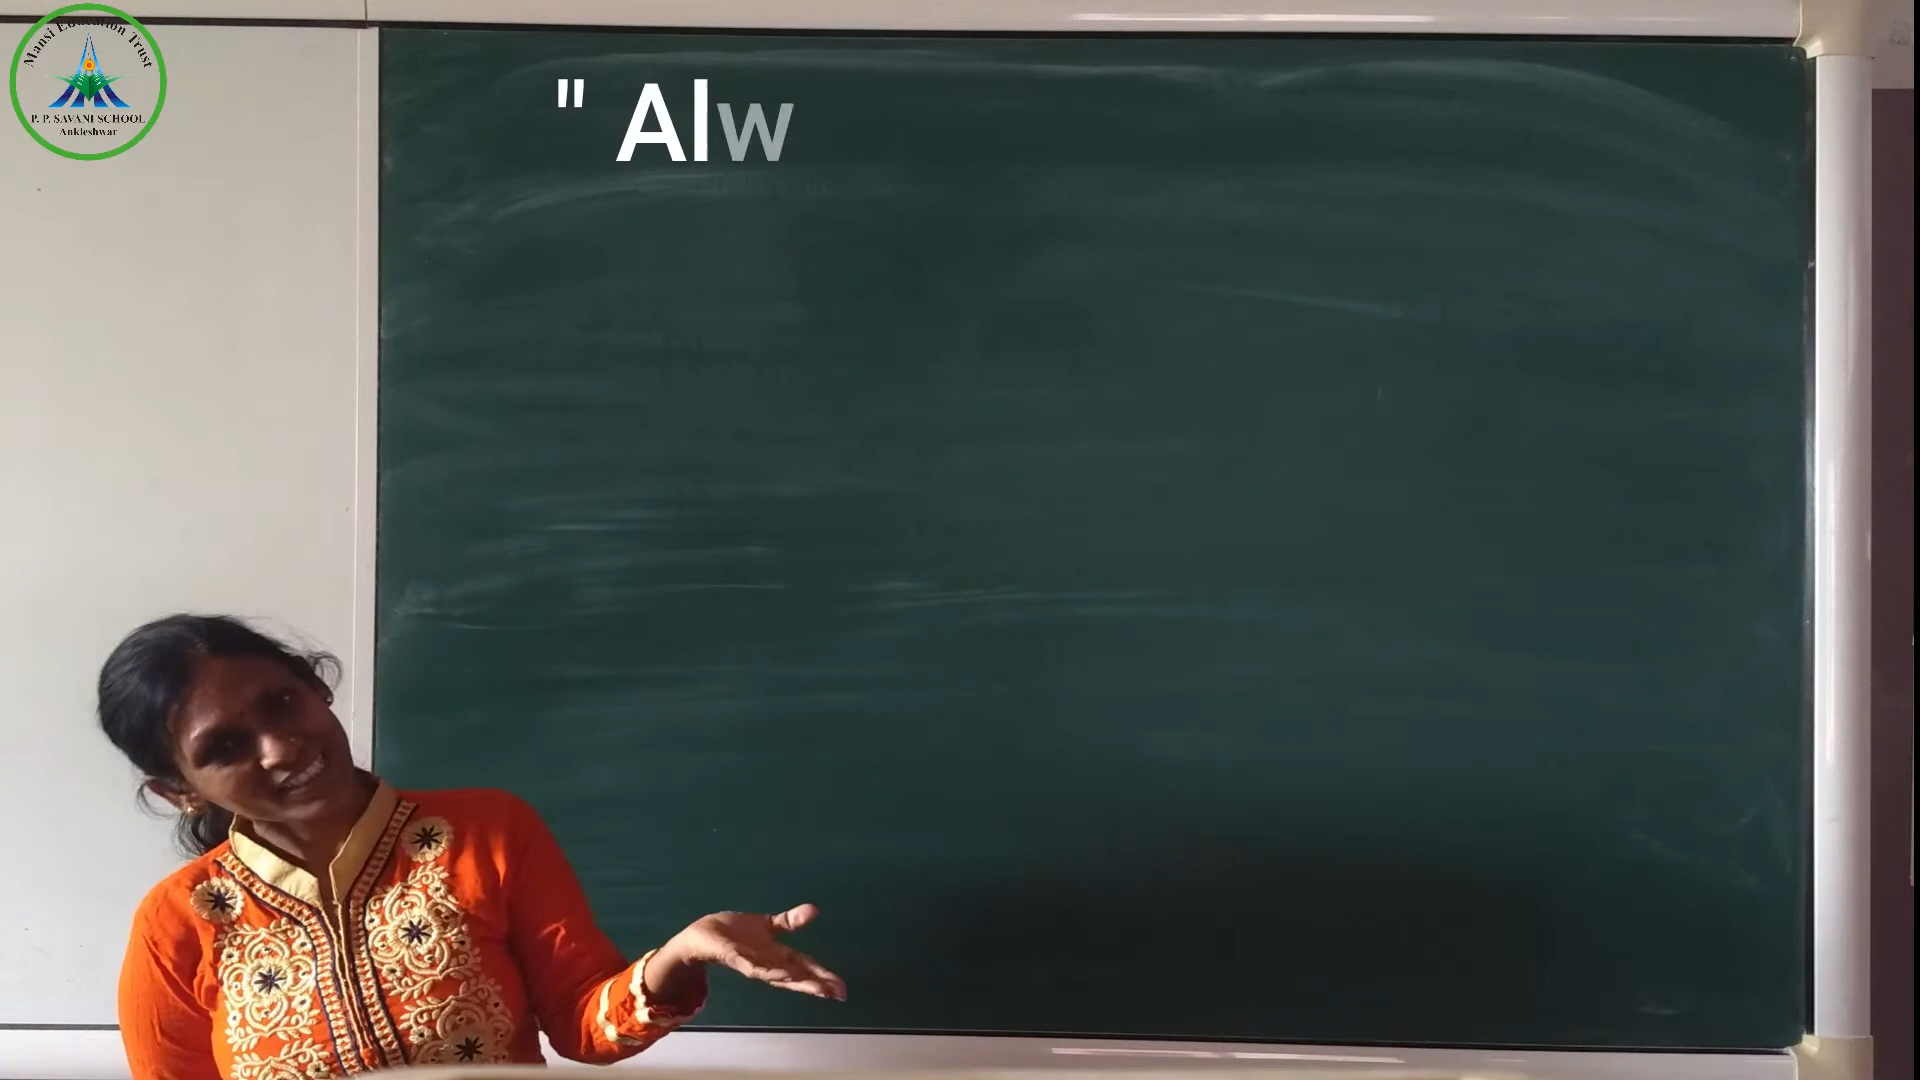 Mansi Education Trust
P. P. SAVANI SCHOOL
Ankleshwar
" Alw